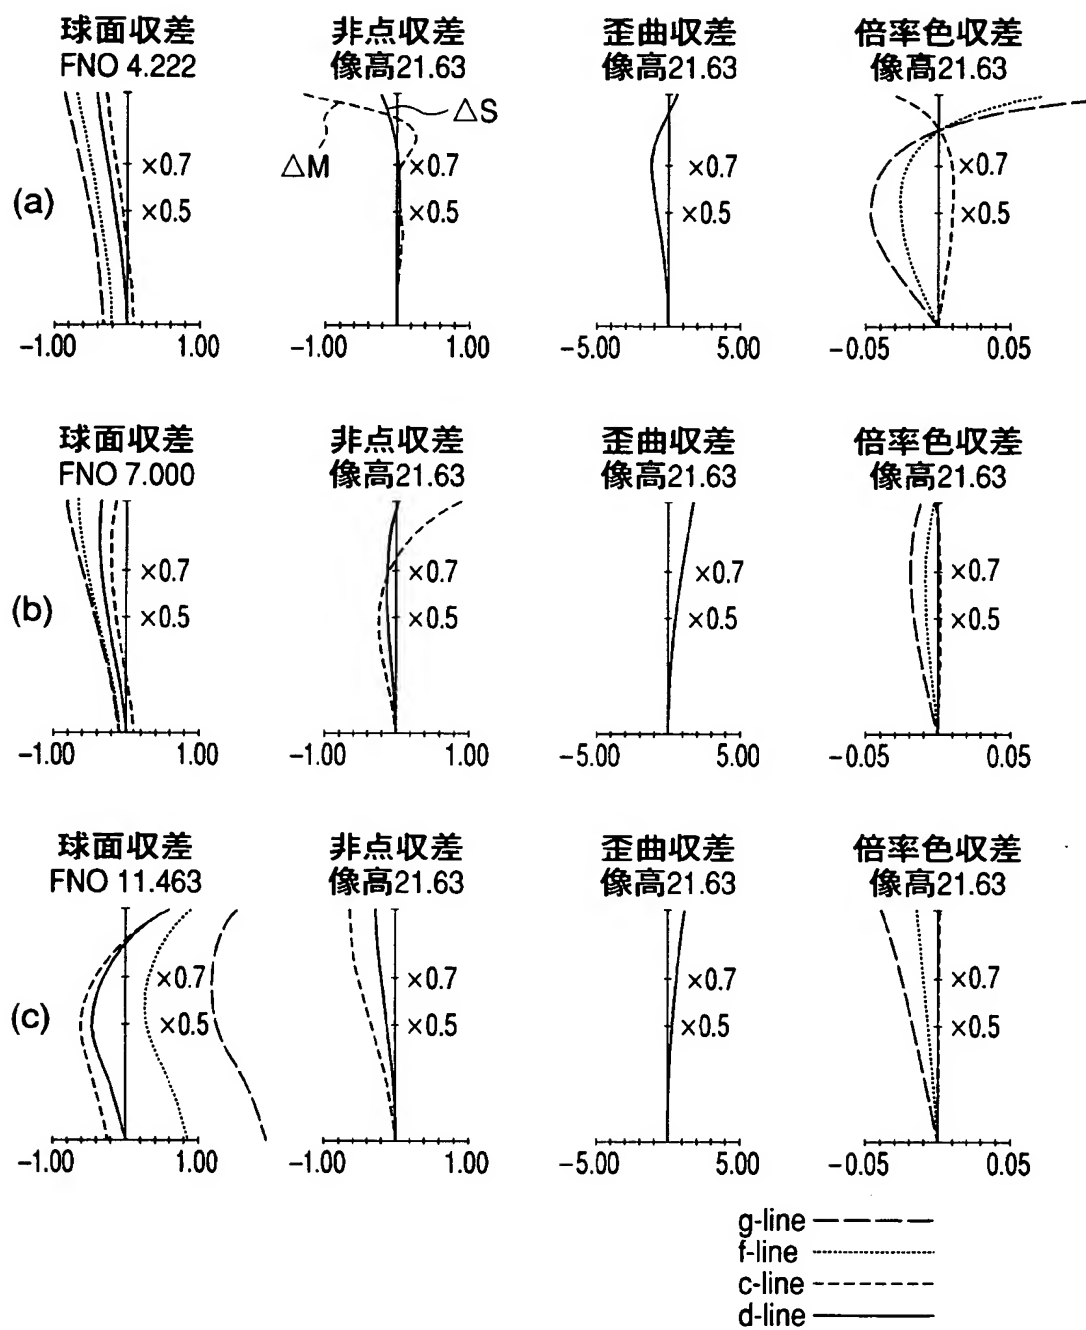 球面収差 非点収差 歪曲収差 倍率色収差
FNO 4.222 像高21.63 像高21.63 像高21.63
△S
△M
×0.7 ×0.7 ×0.7 ×0.7
(a)
×0.5 ×0.5 ×0.5 ×0.5
-1.00 1.00 -1.00 1.00 -5.00 5.00 -0.05 0.05
球面収差 非点収差 歪曲収差 倍率色収差
FNO 7.000 像高21.63 像高21.63 像高21.63
×0.7 ×0.7 ×0.7 ×0.7
(b)
×0.5 ×0.5 ×0.5 ×0.5
-1.00 1.00 -1.00 1.00 -5.00 5.00 -0.05 0.05
球面収差 非点収差 歪曲収差 倍率色収差
FNO 11.463 像高21.63 像高21.63 像高21.63
×0.7 ×0.7 ×0.7 ×0.7
(c)
×0.5 ×0.5 ×0.5 ×0.5
-1.00 1.00 -1.00 1.00 -5.00 5.00 -0.05 0.05
g-line
f-line
c-line
d-line